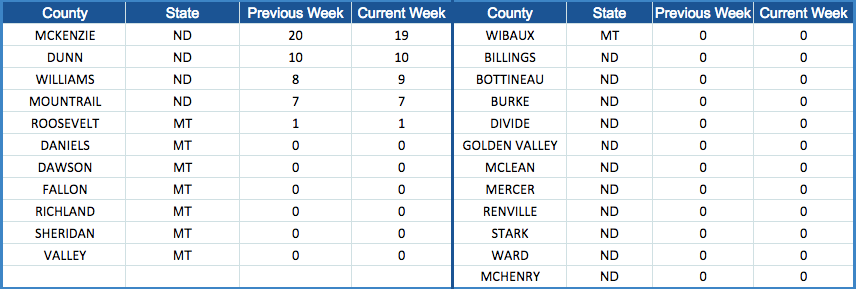 County State Previous Week Current Week County State Previous Week Current Week
MCKENZIE ND 20 19 WIBAUX MT 0 0
DUNN ND 10 10 BILLINGS ND 0 0
WILLIAMS ND 8 9 BOTTINEAU ND 0 0
MOUNTRAIL ND 7 7 BURKE ND 0 0
ROOSEVELT MT 1 1 DIVIDE ND 0 0
DANIELS MT 0 0 GOLDEN VALLEY ND 0 0
DAWSON MT 0 0 MCLEAN ND 0 0
FALLON MT 0 0 MERCER ND 0 0
RICHLAND MT 0 0 RENVILLE ND 0 0
SHERIDAN MT 0 0 STARK ND 0 0
VALLEY MT 0 0 WARD ND 0 0
MCHENRY ND 0 0